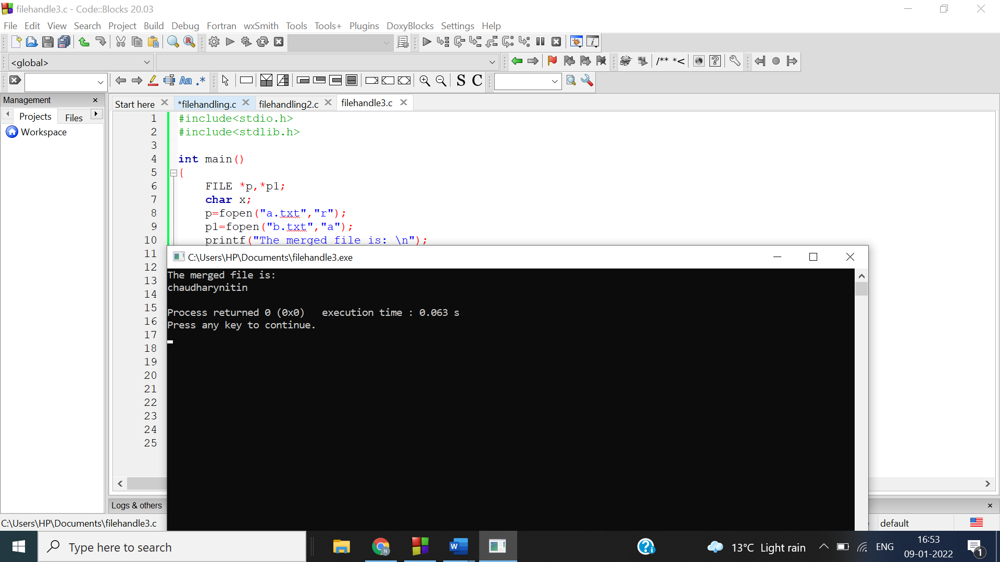 filehandle3.c - Code::Blocks 20.03
File Edit View Search Project Build Debug Fortran wxSmith Tools Tools+ Plugins DoxyBlocks Settings Help
<global>
/** *<
Aa .* S C
Management
Projects Files
Workspace
Start here *filehandling.c filehandling2.c filehandle3.c
1 #include<stdio.h>
2 #include<stdlib.h>
3
4 int main()
5 {
6 FILE *p,*p1;
7 char x;
8 p=fopen("a.txt","r");
9 p1=fopen("b.txt","a");
10 printf("The merged file is: \n");
11
12
13
14
15
16
17
18
19
20
21
22
23
24
25
C:\Users\HP\Documents\filehandle3.exe
The merged file is:
chaudharynitin
Process returned 0 (0x0) execution time : 0.063 s
Press any key to continue.
Logs & others
C:\Users\HP\Documents\filehandle3.c
default
Type here to search
13°C Light rain
ENG
16:53
09-01-2022
1